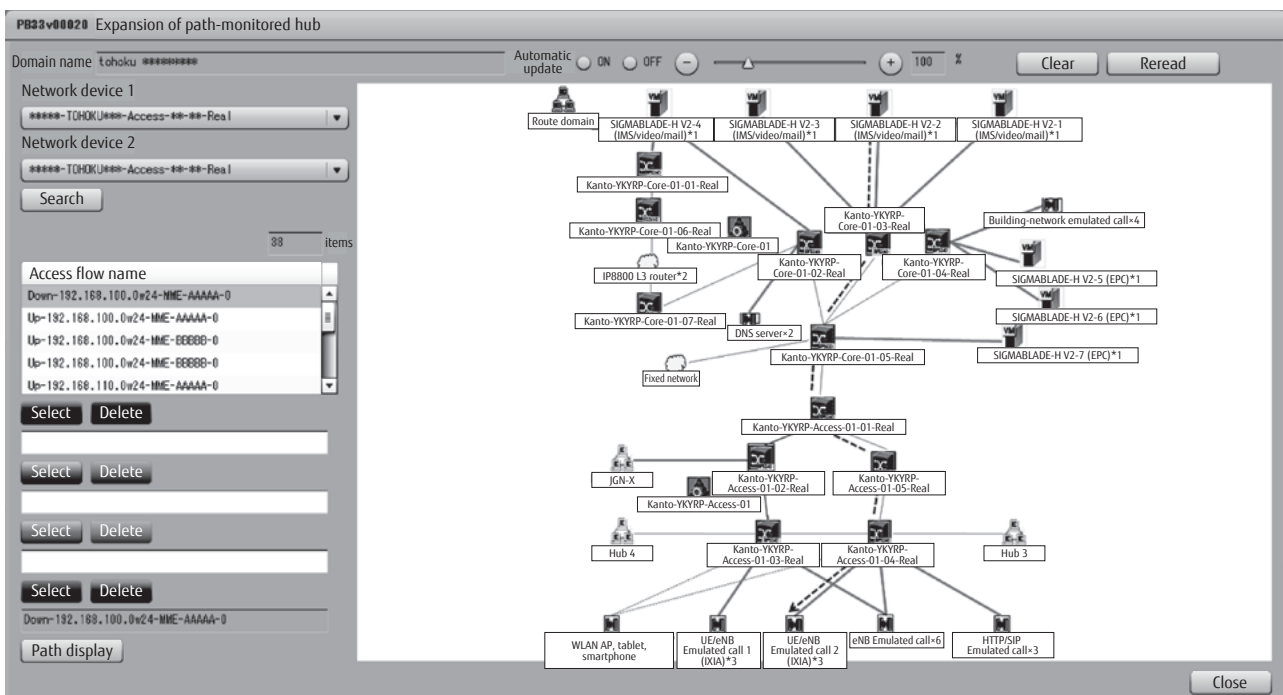 PB33v00020 Expansion of path-monitored hub
Domain name tohoku *********
Automatic update ON OFF − + 100 %
Clear
Reread
Network device 1
*****-TOHOKU***-Access-**-**-Real
Network device 2
*****-TOHOKU***-Access-**-**-Real
Search
38 items
Access flow name
Down-192.168.100.0w24-MME-AAAAA-0
Up-192.168.100.0w24-MME-AAAAA-0
Up-192.168.100.0w24-MME-BBBBB-0
Up-192.168.100.0w24-MME-BBBBB-0
Up-192.168.110.0w24-MME-AAAAA-0
Select Delete
Select Delete
Select Delete
Select Delete
Down-192.168.100.0w24-MME-AAAAA-0
Path display
Route domain
VM
VM
VM
VM
SIGMABLADE-H V2-4
(IMS/video/mail)*1
SIGMABLADE-H V2-3
(IMS/video/mail)*1
SIGMABLADE-H V2-2
(IMS/video/mail)*1
SIGMABLADE-H V2-1
(IMS/video/mail)*1
Kanto-YKYRP-Core-01-01-Real
Kanto-YKYRP-Core-01-06-Real
Kanto-YKYRP-Core-01
Kanto-YKYRP-
Core-01-03-Real
Building-network emulated call×4
Kanto-YKYRP-
Core-01-02-Real
Kanto-YKYRP-
Core-01-04-Real
IP8800 L3 router*2
VM
SIGMABLADE-H V2-5 (EPC)*1
VM
SIGMABLADE-H V2-6 (EPC)*1
Kanto-YKYRP-Core-01-07-Real
DNS server×2
VM
SIGMABLADE-H V2-7 (EPC)*1
Kanto-YKYRP-Core-01-05-Real
Fixed network
Kanto-YKYRP-Access-01-01-Real
JGN-X
Kanto-YKYRP-
Access-01-02-Real
Kanto-YKYRP-
Access-01-05-Real
Kanto-YKYRP-Access-01
Hub 4
Kanto-YKYRP-
Access-01-03-Real
Kanto-YKYRP-
Access-01-04-Real
Hub 3
WLAN AP, tablet,
smartphone
UE/eNB
Emulated call 1
(IXIA)*3
UE/eNB
Emulated call 2
(IXIA)*3
eNB Emulated call×6
HTTP/SIP
Emulated call×3
Close